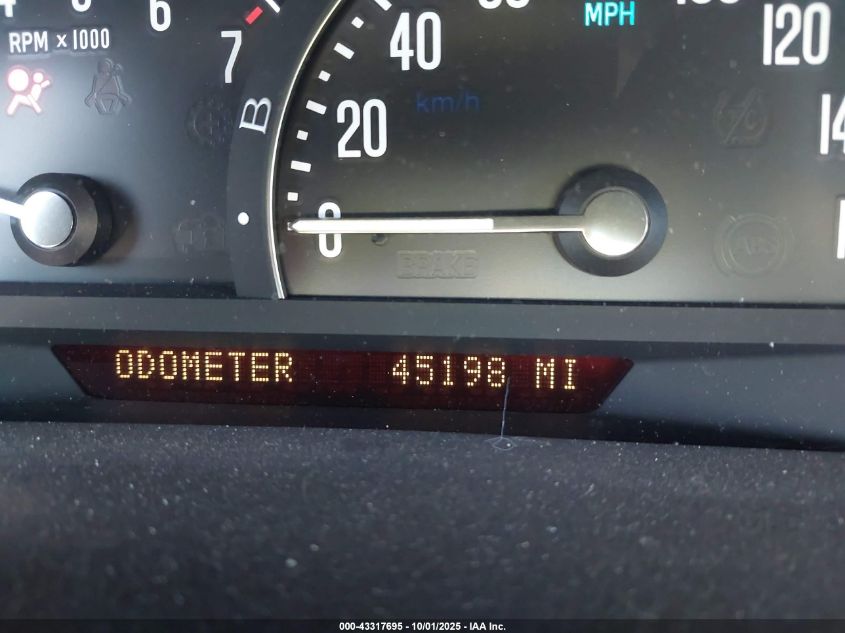 RPM x 1000
6
7
B
0
20
40
MPH
km/h
120
BRAKE
ABS
ODOMETER 45198 MI
000-43317695 - 10/01/2025 - IAA Inc.